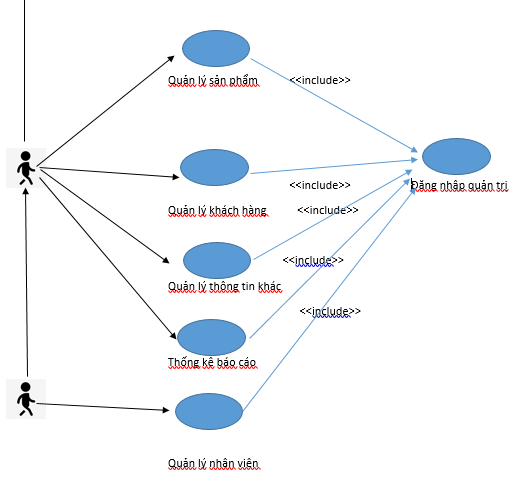 Quản lý sản phẩm
<<include>>
Đăng nhập quản trị
<<include>>
Quản lý khách hàng
<<include>>
<<include>>
Quản lý thông tin khác
<<include>>
Thống kê báo cáo
Quản lý nhân viên